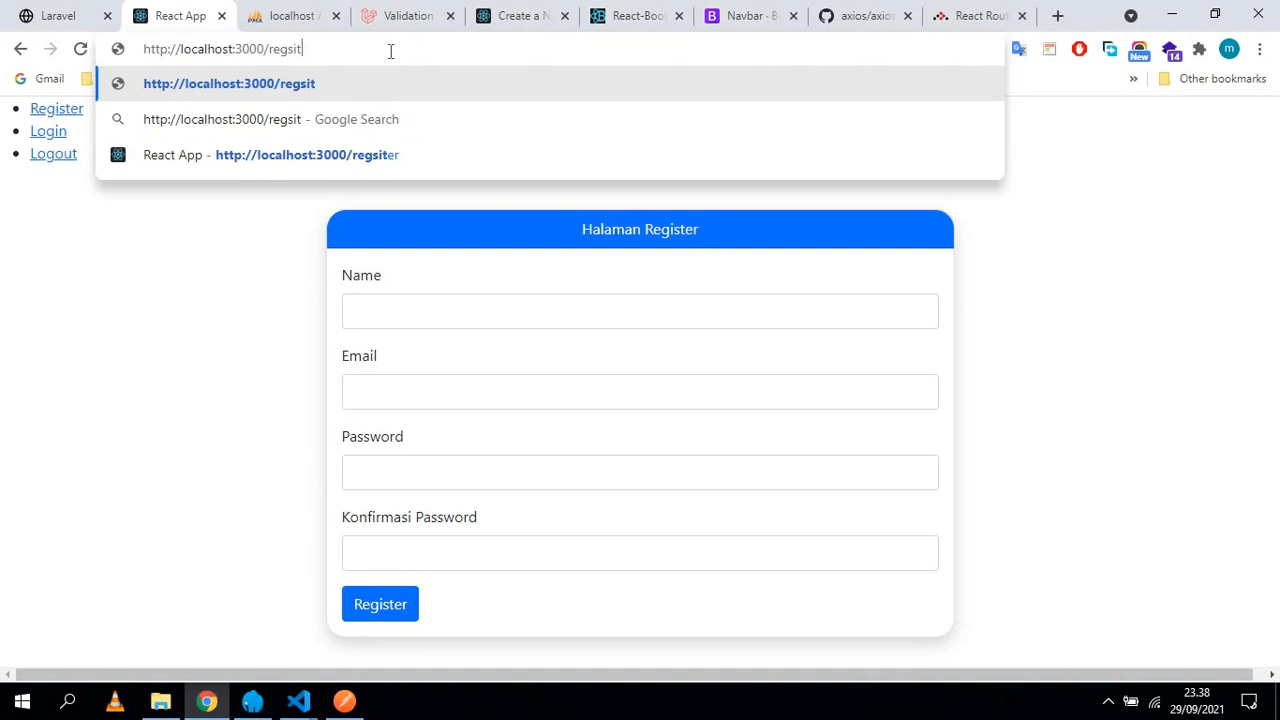 Laravel
React App
localhost /
Validation
Create a N
React-Boo
Navbar - B
axios/axios
React Rout
http://localhost:3000/regsit
New
14
m
Gmail
»
Other bookmarks
http://localhost:3000/regsit
http://localhost:3000/regsit - Google Search
React App - http://localhost:3000/regsiter
Register
Login
Logout
Halaman Register
Name
Email
Password
Konfirmasi Password
Register
23.38
29/09/2021